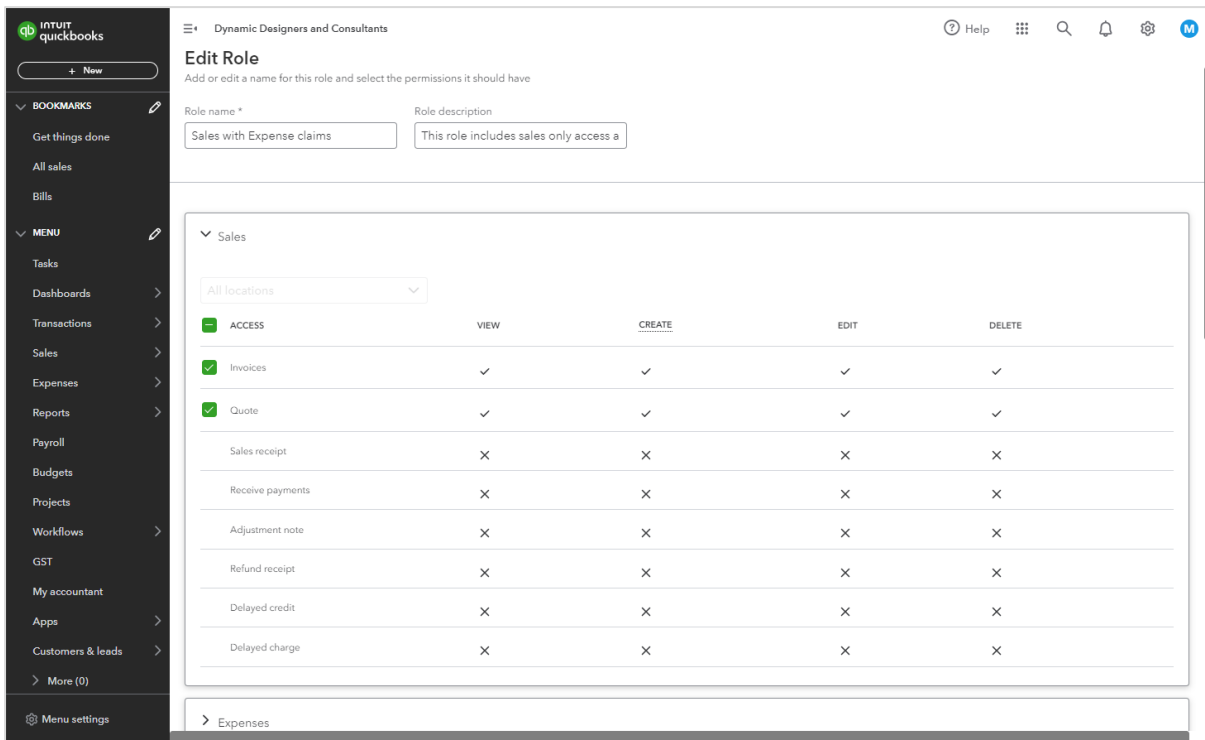 qb INTUIT quickbooks
+ New
BOOKMARKS
Get things done
All sales
Bills
MENU
Tasks
Dashboards
Transactions
Sales
Expenses
Reports
Payroll
Budgets
Projects
Workflows
GST
My accountant
Apps
Customers & leads
More (0)
Menu settings
Dynamic Designers and Consultants
? Help
M
Edit Role
Add or edit a name for this role and select the permissions it should have
Role name * Role description
Sales with Expense claims This role includes sales only access a
Sales
All locations
ACCESS VIEW CREATE EDIT DELETE
Invoices
Quote
Sales receipt
Receive payments
Adjustment note
Refund receipt
Delayed credit
Delayed charge
Expenses